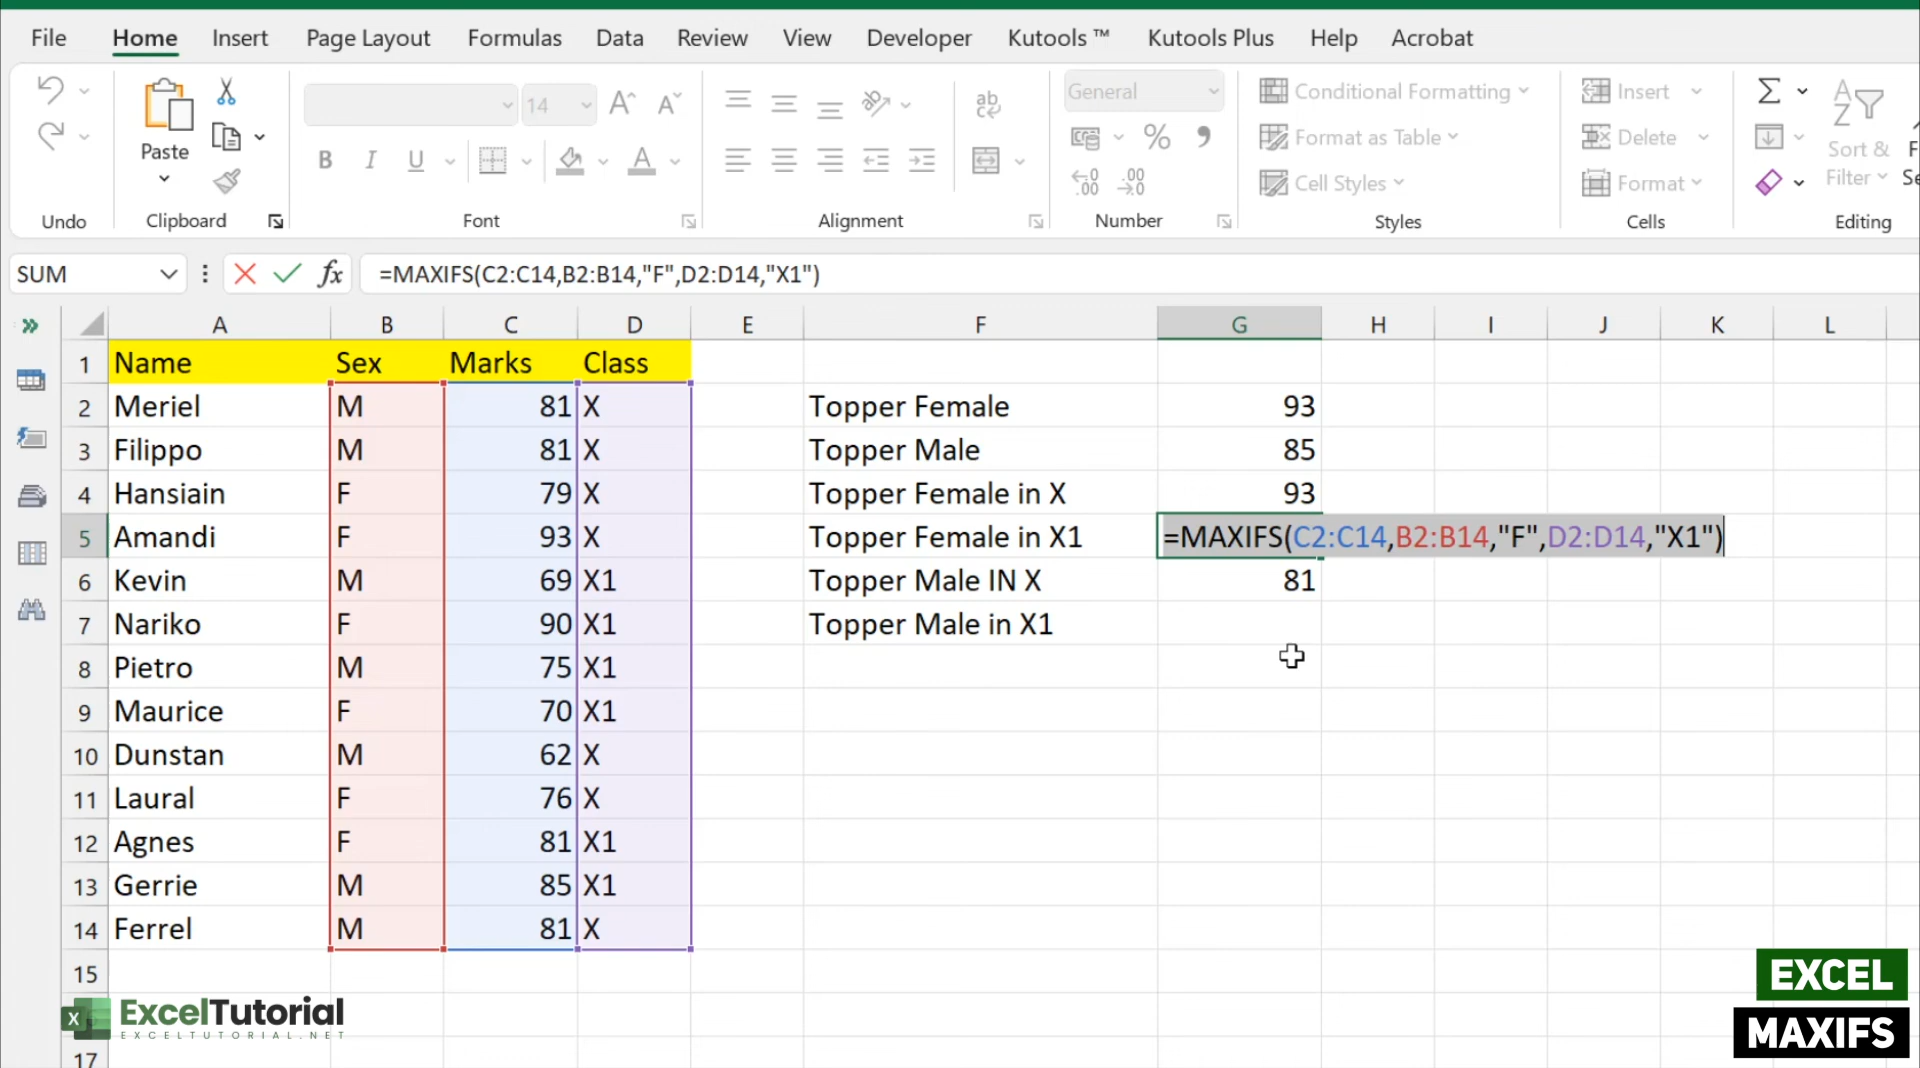 File Home Insert Page Layout Formulas Data Review View Developer Kutools ™ Kutools Plus Help Acrobat
14 A A ab General Conditional Formatting Insert Σ A Z
Paste Format as Table Delete Sort &
B I U A % Cell Styles Format Filter Se
Undo Clipboard Font Alignment Number Styles Cells Editing
SUM fx =MAXIFS(C2:C14,B2:B14,"F",D2:D14,"X1")
A B C D E F G H I J K L
1 Name Sex Marks Class
2 Meriel M 81 X Topper Female 93
3 Filippo M 81 X Topper Male 85
4 Hansiain F 79 X Topper Female in X 93
5 Amandi F 93 X Topper Female in X1 =MAXIFS(C2:C14,B2:B14,"F",D2:D14,"X1")
6 Kevin M 69 X1 Topper Male IN X 81
7 Nariko F 90 X1 Topper Male in X1
8 Pietro M 75 X1
9 Maurice F 70 X1
10 Dunstan M 62 X
11 Laural F 76 X
12 Agnes F 81 X1
13 Gerrie M 85 X1
14 Ferrel M 81 X
15
X ExcelTutorial
EXCELTUTORIAL.NET
17
EXCEL
MAXIFS